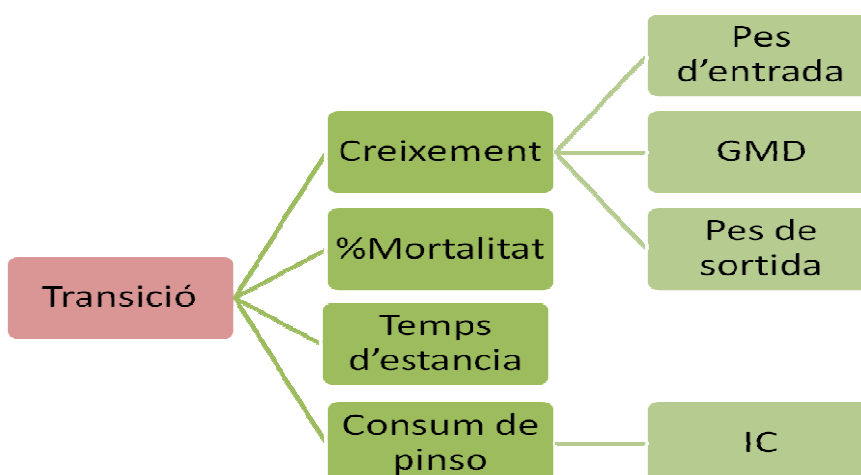 Transició
Creixement
%Mortalitat
Temps
d’estancia
Consum de
pinso
Pes
d’entrada
GMD
Pes de
sortida
IC